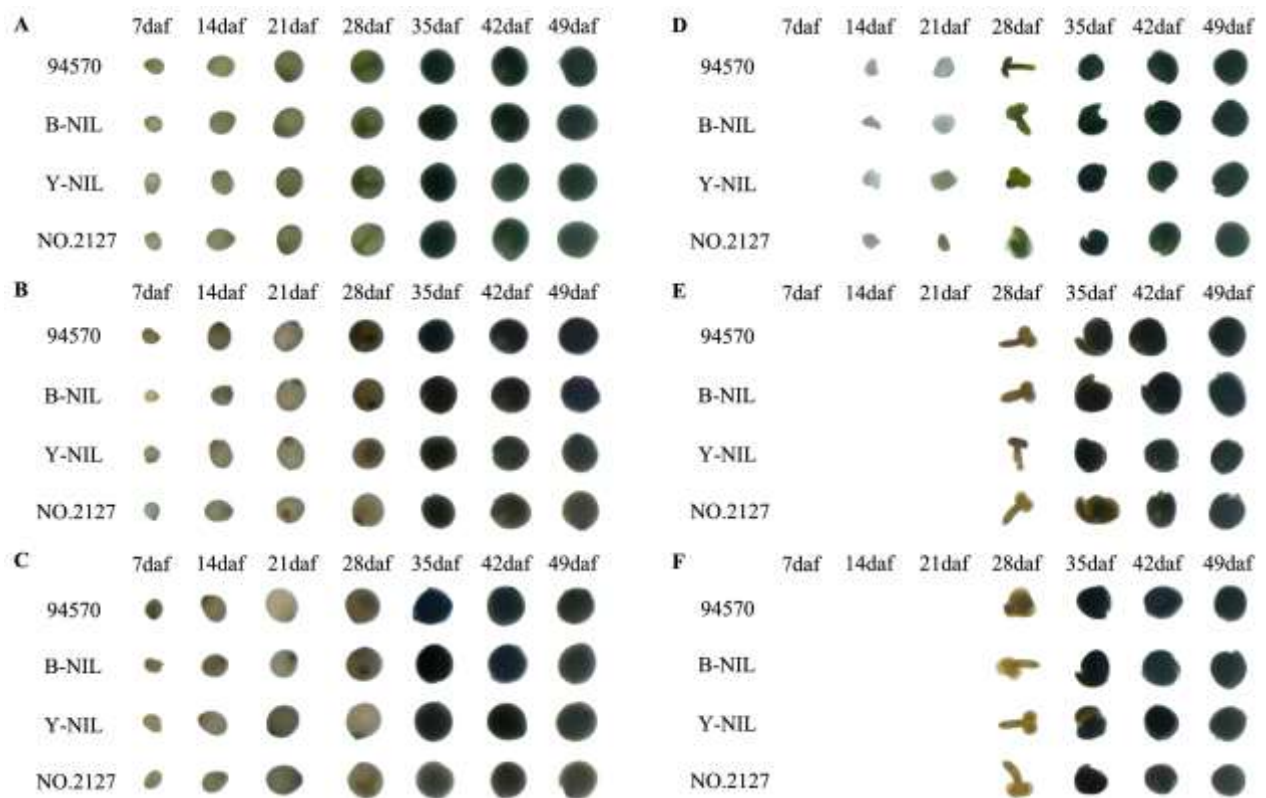 A 7daf 14daf 21daf 28daf 35daf 42daf 49daf
94570
B-NIL
Y-NIL
NO.2127
B 7daf 14daf 21daf 28daf 35daf 42daf 49daf
94570
B-NIL
Y-NIL
NO.2127
C 7daf 14daf 21daf 28daf 35daf 42daf 49daf
94570
B-NIL
Y-NIL
NO.2127
D 7daf 14daf 21daf 28daf 35daf 42daf 49daf
94570
B-NIL
Y-NIL
NO.2127
E 7daf 14daf 21daf 28daf 35daf 42daf 49daf
94570
B-NIL
Y-NIL
NO.2127
F 7daf 14daf 21daf 28daf 35daf 42daf 49daf
94570
B-NIL
Y-NIL
NO.2127